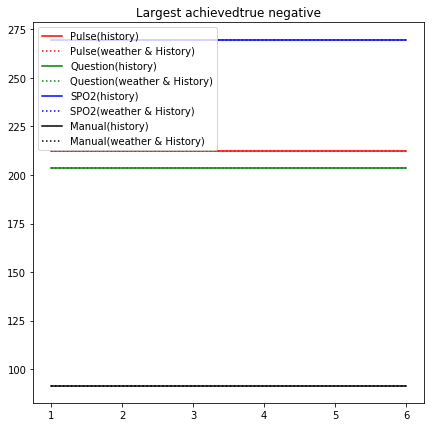 Largest achievedtrue negative
275
250
225
200
175
150
125
100
Pulse(history)
Pulse(weather & History)
Question(history)
Question(weather & History)
SPO2(history)
SPO2(weather & History)
Manual(history)
Manual(weather & History)
1 2 3 4 5 6